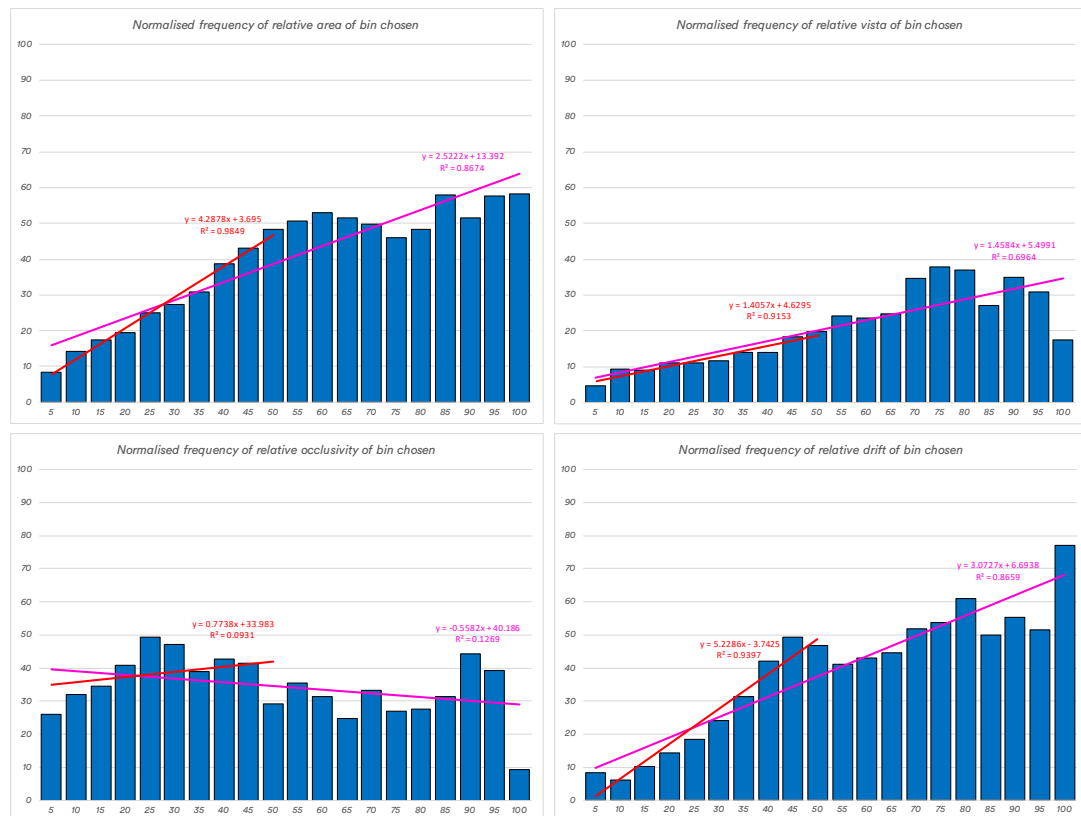 Normalised frequency of relative area of bin chosen
100
90
80
70
60
50
40
30
20
10
0
y = 2.5222x + 13.392
R² = 0.8674
y = 4.2878x + 3.695
R² = 0.9849
5 10 15 20 25 30 35 40 45 50 55 60 65 70 75 80 85 90 95 100
Normalised frequency of relative vista of bin chosen
100
90
80
70
60
50
40
30
20
10
0
y = 1.4584x + 5.4991
R² = 0.6964
y = 1.4057x + 4.6295
R² = 0.9153
5 10 15 20 25 30 35 40 45 50 55 60 65 70 75 80 85 90 95 100
Normalised frequency of relative occlusivity of bin chosen
100
90
80
70
60
50
40
30
20
10
0
y = 0.7738x + 33.983
R² = 0.0931
y = -0.5582x + 40.186
R² = 0.1269
5 10 15 20 25 30 35 40 45 50 55 60 65 70 75 80 85 90 95 100
Normalised frequency of relative drift of bin chosen
100
90
80
70
60
50
40
30
20
10
0
y = 3.0727x + 6.6938
R² = 0.8659
y = 5.2286x - 3.7425
R² = 0.9397
5 10 15 20 25 30 35 40 45 50 55 60 65 70 75 80 85 90 95 100